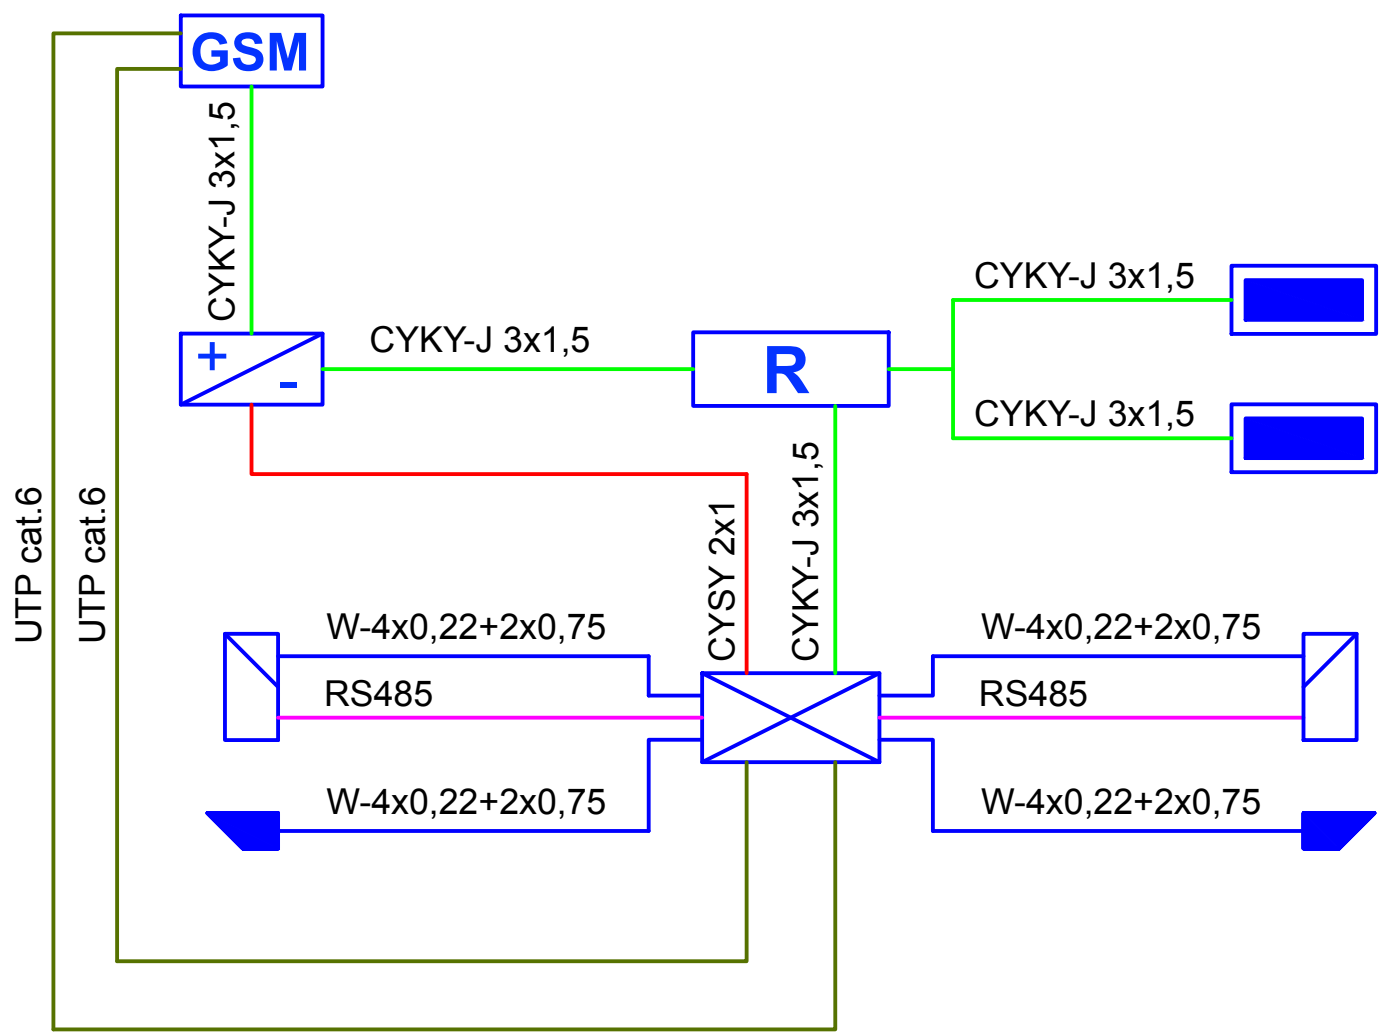 GSM
CYKY-J 3x1,5
CYKY-J 3x1,5
+
-
CYKY-J 3x1,5
R
CYKY-J 3x1,5
UTP cat.6
UTP cat.6
CYSY 2x1
CYKY-J 3x1,5
W-4x0,22+2x0,75
W-4x0,22+2x0,75
RS485
RS485
W-4x0,22+2x0,75
W-4x0,22+2x0,75